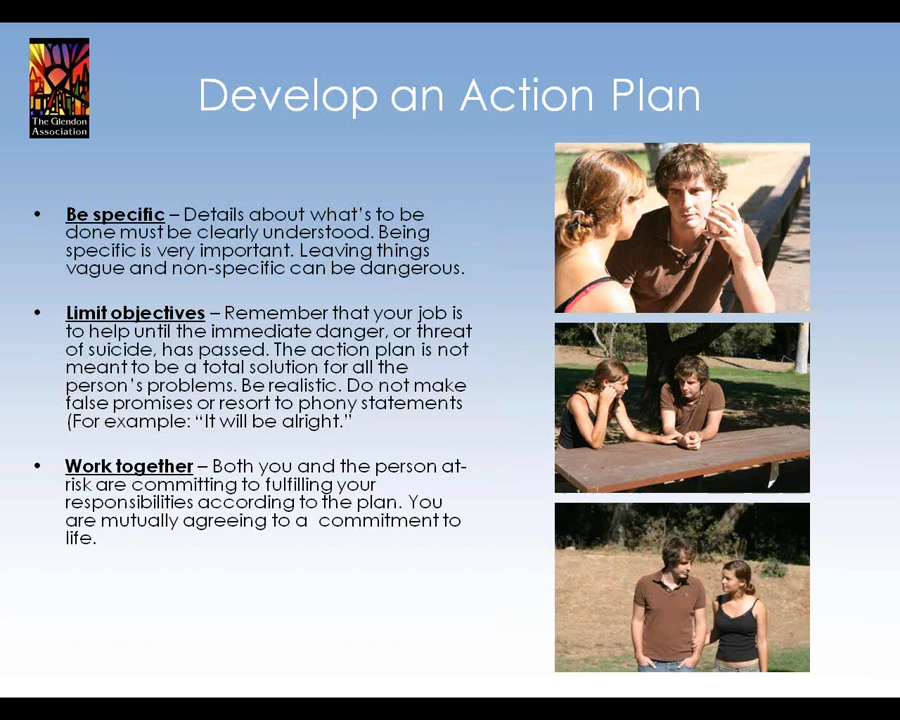 The Glendon
Association
Develop an Action Plan
• Be specific – Details about what's to be
done must be clearly understood. Being
specific is very important. Leaving things
vague and non-specific can be dangerous.
• Limit objectives – Remember that your job is
to help until the immediate danger, or threat
of suicide, has passed. The action plan is not
meant to be a total solution for all the
person's problems. Be realistic. Do not make
false promises or resort to phony statements
(For example: “It will be alright.”
• Work together – Both you and the person at-
risk are committing to fulfilling your
responsibilities according to the plan. You
are mutually agreeing to a  commitment to
life.